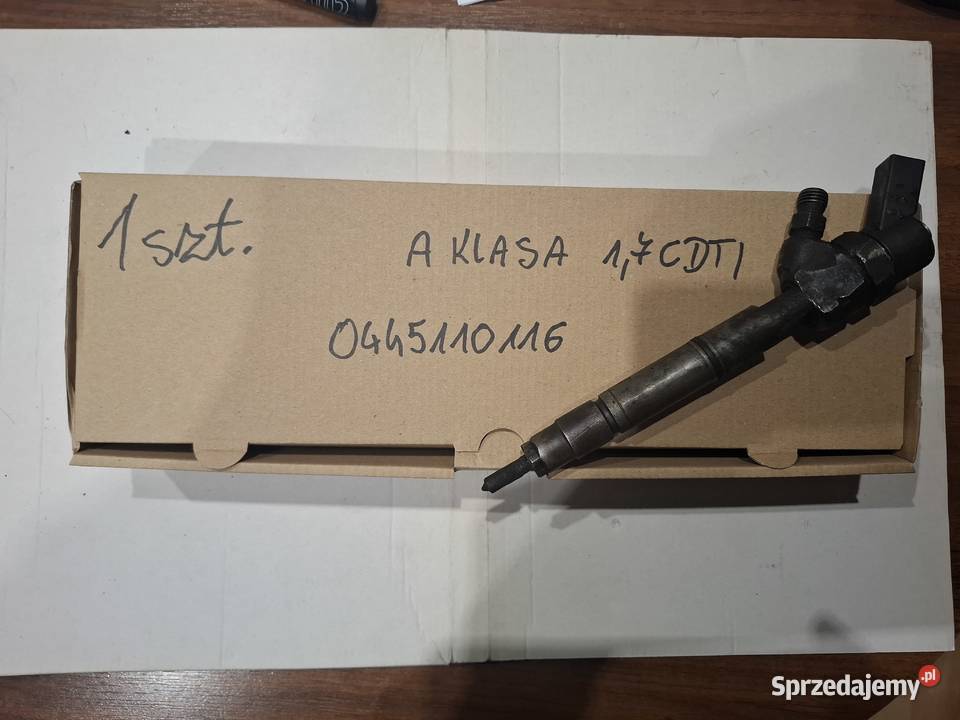 1 szt.
A KLASA 1,7 CDTI
0445110116
Sprzedajemy.pl